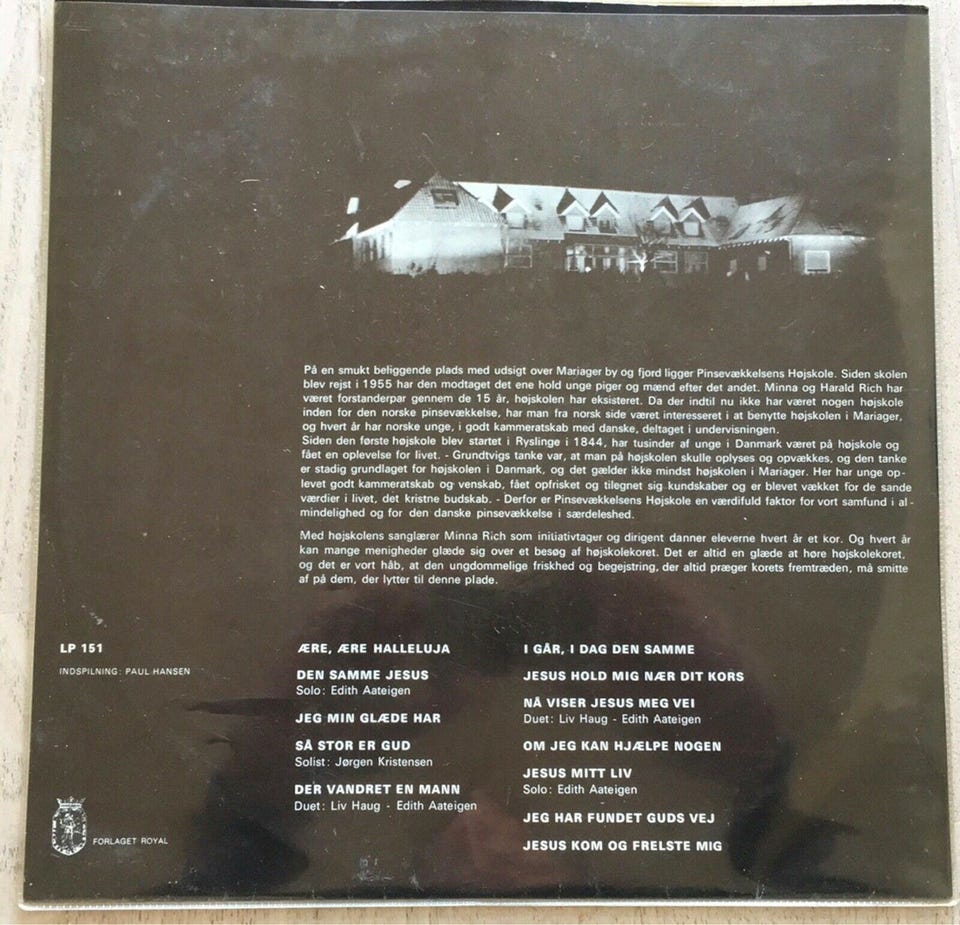 På en smukt beliggende plads med udsigt over Mariager by og fjord ligger Pinsevækkelsens Højskole. Siden skolen
blev rejst i 1955 har den modtaget det ene hold unge piger og mænd efter det andet. Minna og Harald Rich har
været forstanderpar gennem de 15 år, højskolen har eksisteret. Da der indtil nu ikke har været nogen højskole
inden for den norske pinsevækkelse, har man fra norsk side været interesseret i at benytte højskolen i Mariager,
og hvert år har norske unge, i godt kammeratskab med danske, deltaget i undervisningen.
Siden den første højskole blev startet i Ryslinge i 1844, har tusinder af unge i Danmark været på højskole og
fået en oplevelse for livet. - Grundtvigs tanke var, at man på højskolen skulle oplyses og opvækkes, og den tanke
er stadig grundlaget for højskolen i Danmark, og det gælder ikke mindst højskolen i Mariager. Her har unge op-
levet godt kammeratskab og venskab, fået opfrisket og tilegnet sig kundskaber og er blevet vækket for de sande
værdier i livet, det kristne budskab. - Derfor er Pinsevækkelsens Højskole en værdifuld faktor for vort samfund i al-
mindelighed og for den danske pinsevækkelse i særdeleshed.
Med højskolens sanglærer Minna Rich som initiativtager og dirigent danner eleverne hvert år et kor. Og hvert år
kan mange menigheder glæde sig over et besøg af højskolekoret. Det er altid en glæde at høre højskolekoret,
og det er vort håb, at den ungdommelige friskhed og begejstring, der altid præger korets fremtræden, må smitte
af på dem, der lytter til denne plade.
LP 151
INDSPILNING: PAUL HANSEN
ÆRE, ÆRE HALLELUJA
DEN SAMME JESUS
Solo: Edith Aateigen
JEG MIN GLÆDE HAR
SÅ STOR ER GUD
Solist: Jørgen Kristensen
DER VANDRET EN MANN
Duet: Liv Haug - Edith Aateigen
I GÅR, I DAG DEN SAMME
JESUS HOLD MIG NÆR DIT KORS
NÅ VISER JESUS MEG VEI
Duet: Liv Haug - Edith Aateigen
OM JEG KAN HJÆLPE NOGEN
JESUS MITT LIV
Solo: Edith Aateigen
JEG HAR FUNDET GUDS VEJ
JESUS KOM OG FRELSTE MIG
FORLAGET ROYAL